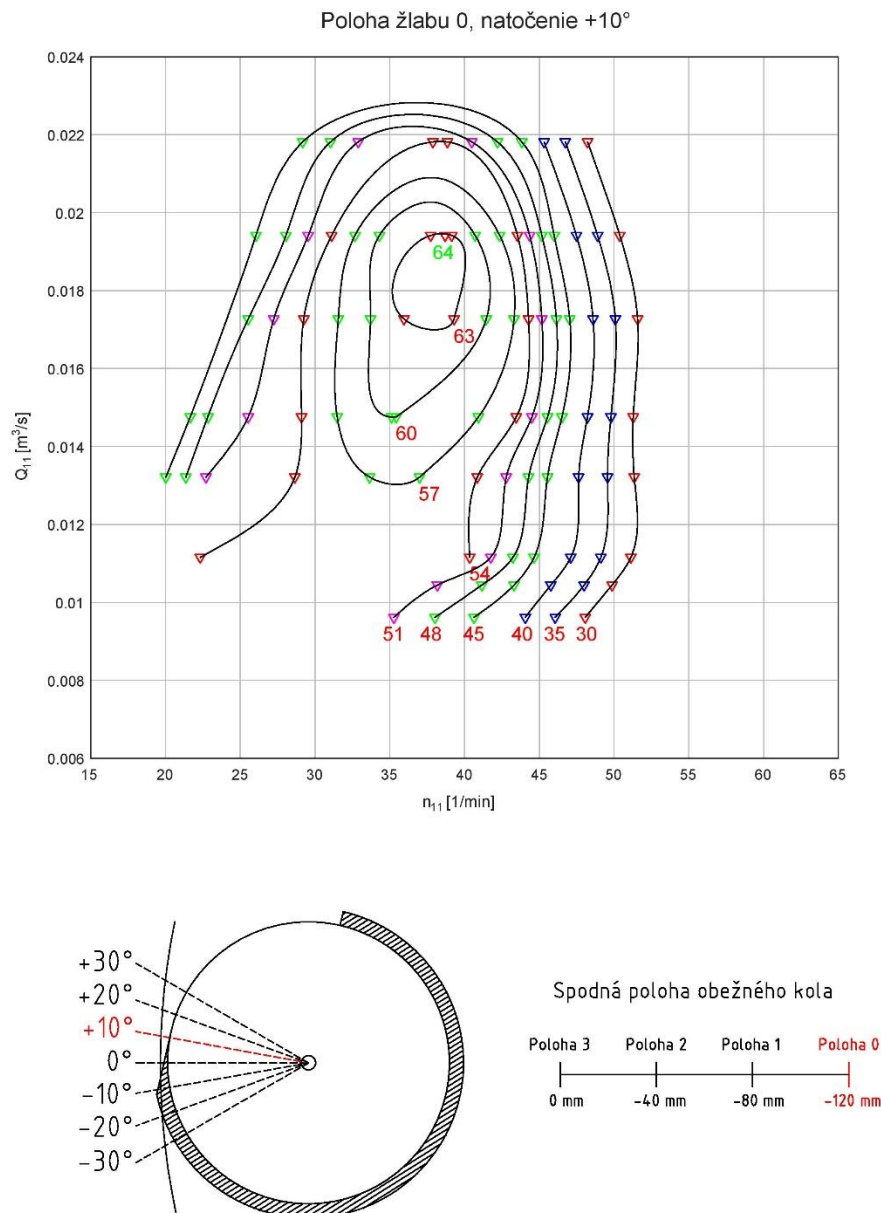 Poloha žlabu 0, natočenie +10°
0.024
0.022
0.02
0.018
0.016
0.014
0.012
0.01
0.008
0.006
Q₁₁ [m³/s]
64
63
60
57
54
51 48 45 40 35 30
15 20 25 30 35 40 45 50 55 60 65
n₁₁ [1/min]
+30°
+20°
+10°
0°
-10°
-20°
-30°
Spodná poloha obežného kola
Poloha 3 Poloha 2 Poloha 1 Poloha 0
0 mm -40 mm -80 mm -120 mm